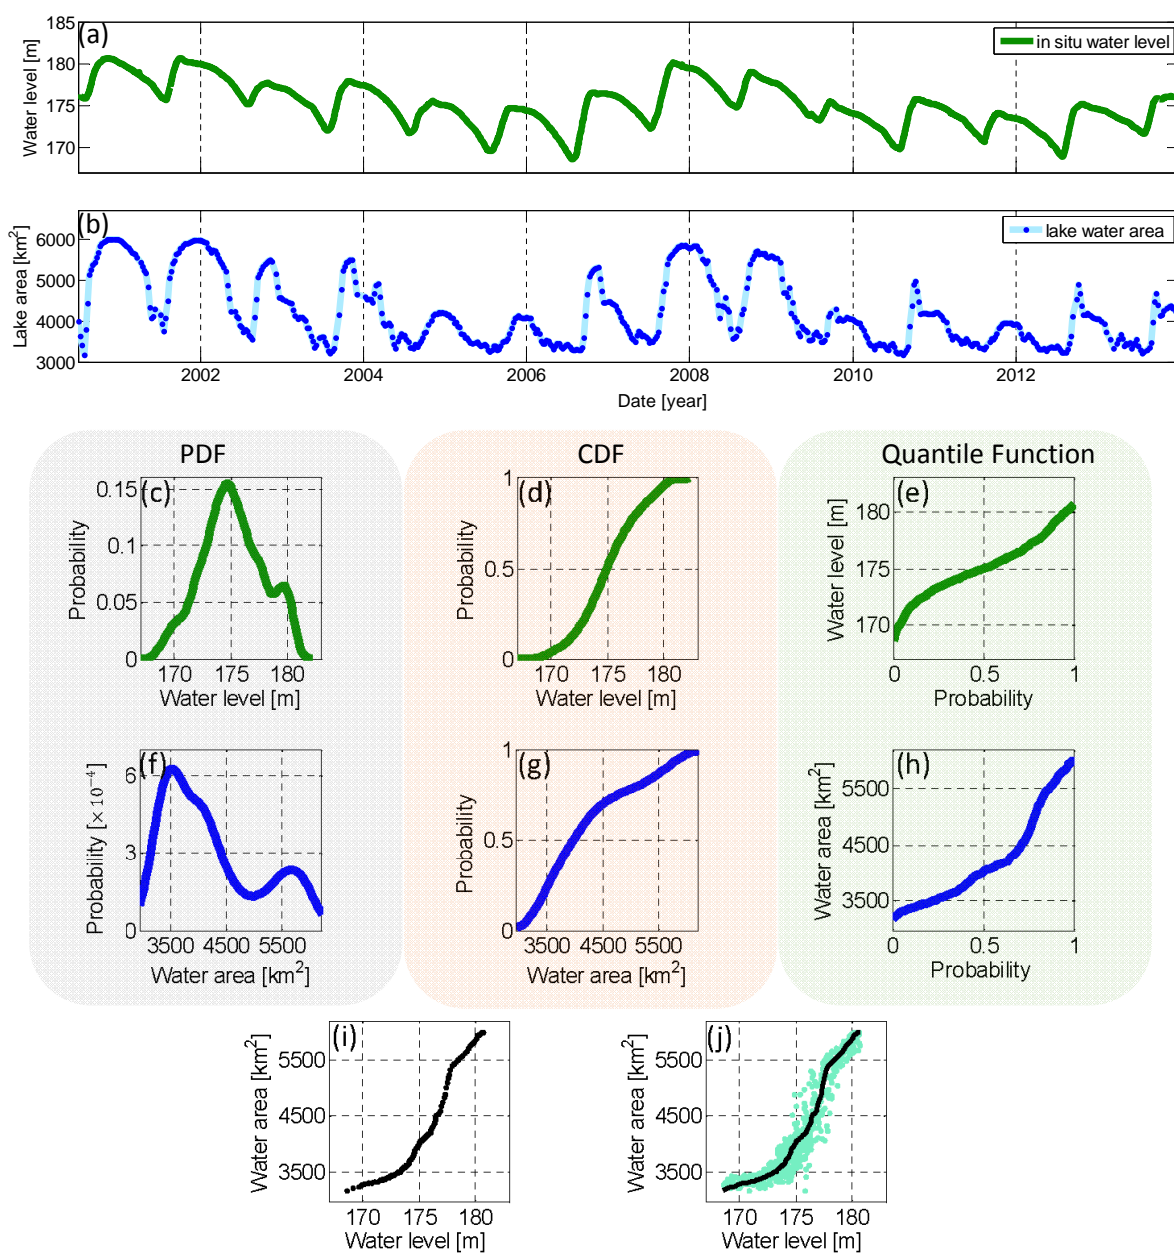 (a)
185
180
175
170
Water level [m]
in situ water level
(b)
6000
5000
4000
3000
Lake area [km²]
lake water area
2002 2004 2006 2008 2010 2012
Date [year]
PDF CDF Quantile Function
(c)
0.15
0.1
0.05
0
Probability
170 175 180
Water level [m]
(d)
1
0.5
0
Probability
170 175 180
Water level [m]
(e)
180
175
170
Water level [m]
0 0.5 1
Probability
(f)
6
3
0
Probability [×10⁻⁴]
3500 4500 5500
Water area [km²]
(g)
1
0.5
0
Probability
3500 4500 5500
Water area [km²]
(h)
5500
4500
3500
Water area [km²]
0 0.5 1
Probability
(i)
5500
4500
3500
Water area [km²]
170 175 180
Water level [m]
(j)
5500
4500
3500
Water area [km²]
170 175 180
Water level [m]